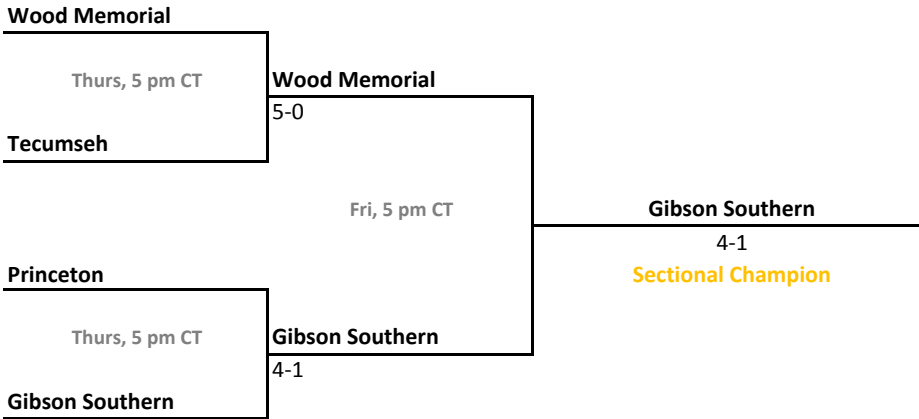 Wood Memorial
Thurs, 5 pm CT
Wood Memorial
5-0
Tecumseh
Fri, 5 pm CT
Gibson Southern
4-1
Sectional Champion
Princeton
Thurs, 5 pm CT
Gibson Southern
4-1
Gibson Southern